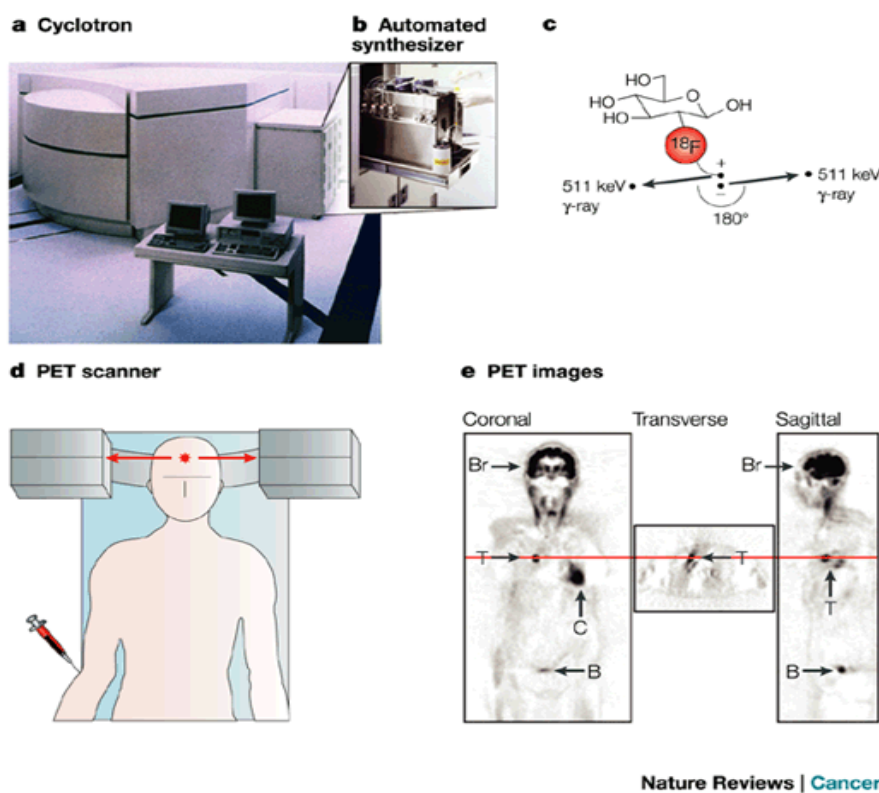 a Cyclotron
b Automated
synthesizer
c
HO
HO
HO
O
OH
18F
+
−
511 keV
γ-ray
180°
511 keV
γ-ray
d PET scanner
e PET images
Coronal
Transverse
Sagittal
Br
Br
T
T
T
C
B
B
Nature Reviews | Cancer